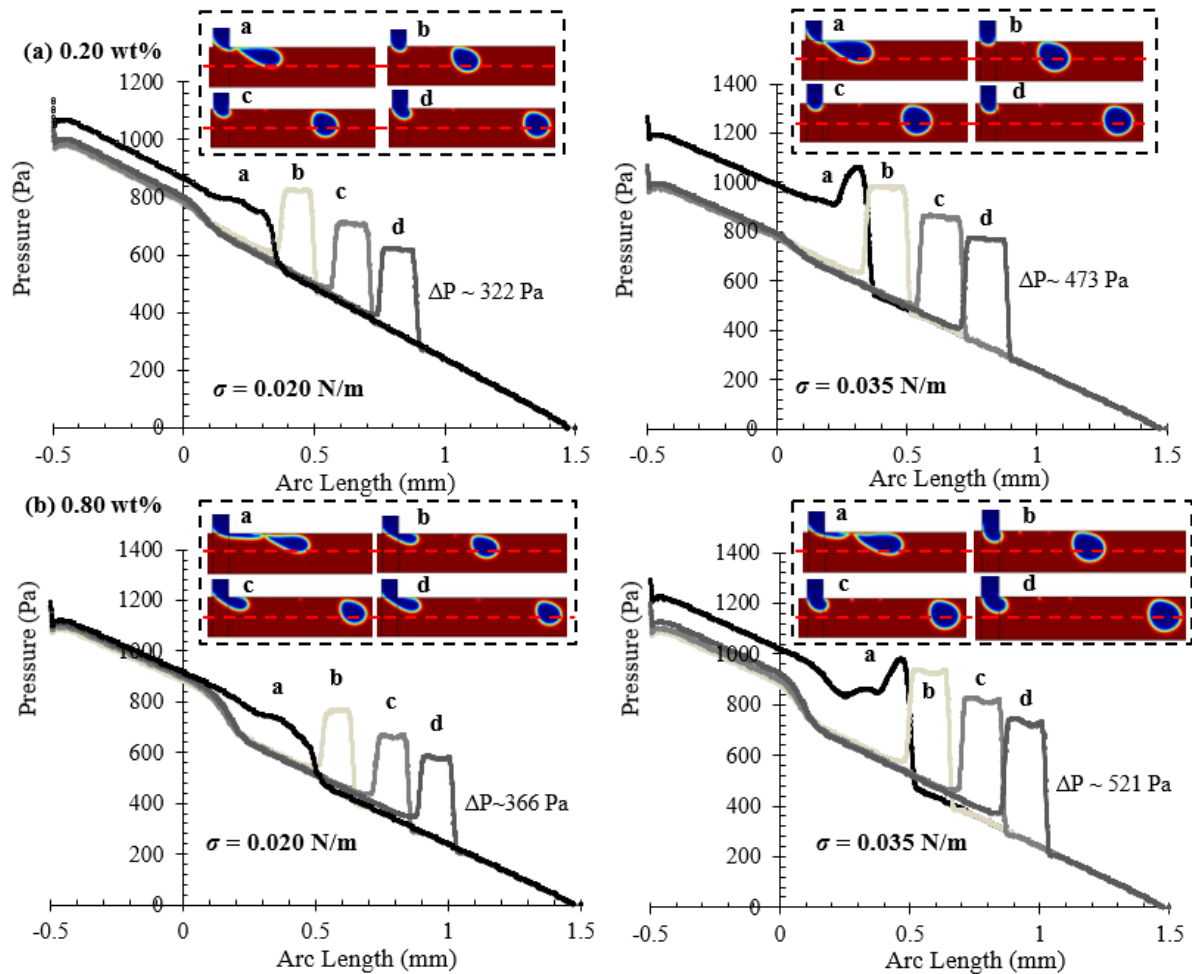 (a) 0.20 wt%
a
b
c
d
1200
1000
800
600
400
200
0
Pressure (Pa)
a
b
c
d
ΔP ~ 322 Pa
σ = 0.020 N/m
-0.5
0
0.5
1
1.5
Arc Length (mm)
a
b
c
d
1400
1200
1000
800
600
400
200
0
Pressure (Pa)
a
b
c
d
ΔP~ 473 Pa
σ = 0.035 N/m
-0.5
0
0.5
1
1.5
Arc Length (mm)
(b) 0.80 wt%
a
b
c
d
1400
1200
1000
800
600
400
200
0
Pressure (Pa)
a
b
c
d
ΔP~366 Pa
σ = 0.020 N/m
-0.5
0
0.5
1
1.5
Arc Length (mm)
a
b
c
d
1400
1200
1000
800
600
400
200
0
Pressure (Pa)
a
b
c
d
ΔP ~ 521 Pa
σ = 0.035 N/m
-0.5
0
0.5
1
1.5
Arc Length (mm)